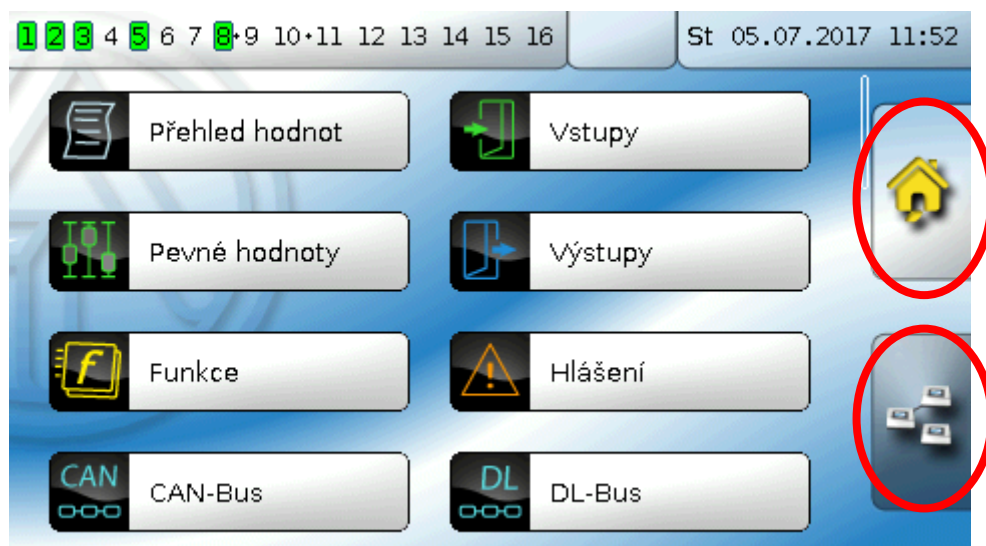 1 2 3 4 5 6 7 8•9 10•11 12 13 14 15 16 St 05.07.2017 11:52
Přehled hodnot Vstupy
Pevné hodnoty Výstupy
f Funkce ! Hlášení
CAN CAN-Bus DL DL-Bus